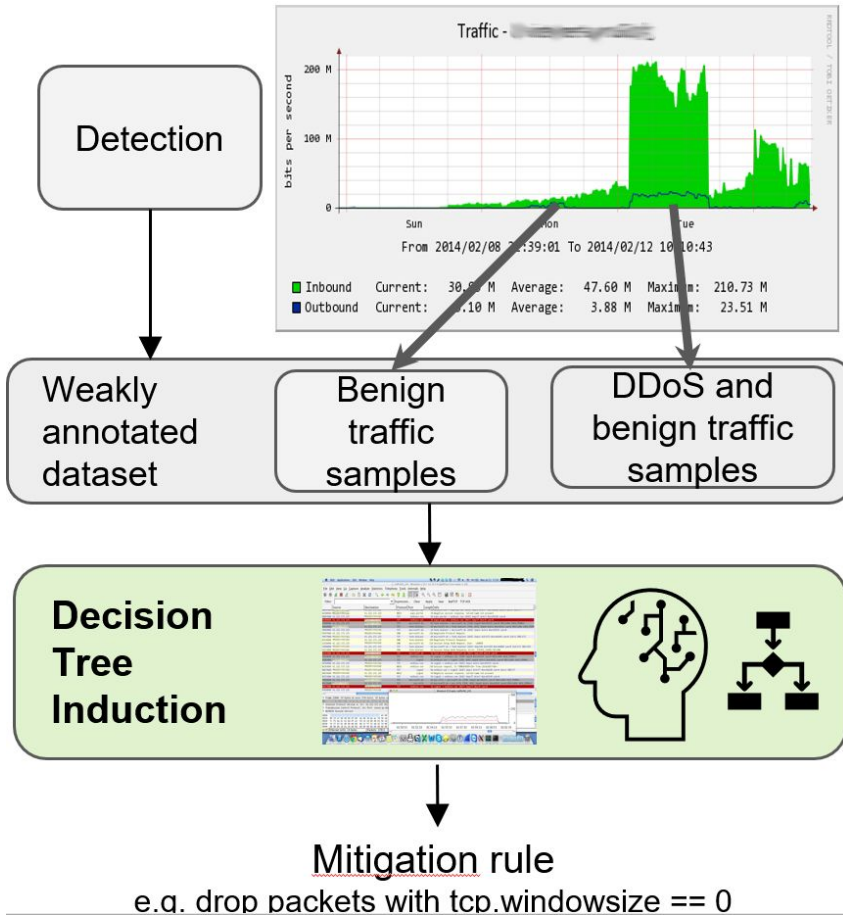 Traffic -
RRDTOOL / TOBI OETIKER
bits per second
200 M
100 M
0
Sun
Mon
Tue
From 2014/02/08 To 2014/02/12
Inbound Current: Average: 47.60 M Maximum: 210.73 M
Outbound Current: Average: 3.88 M Maximum: 23.51 M
Detection
Weakly
annotated
dataset
Benign
traffic
samples
DDoS and
benign traffic
samples
Decision
Tree
Induction
Mitigation rule
e.g. drop packets with tcp.windowsize == 0